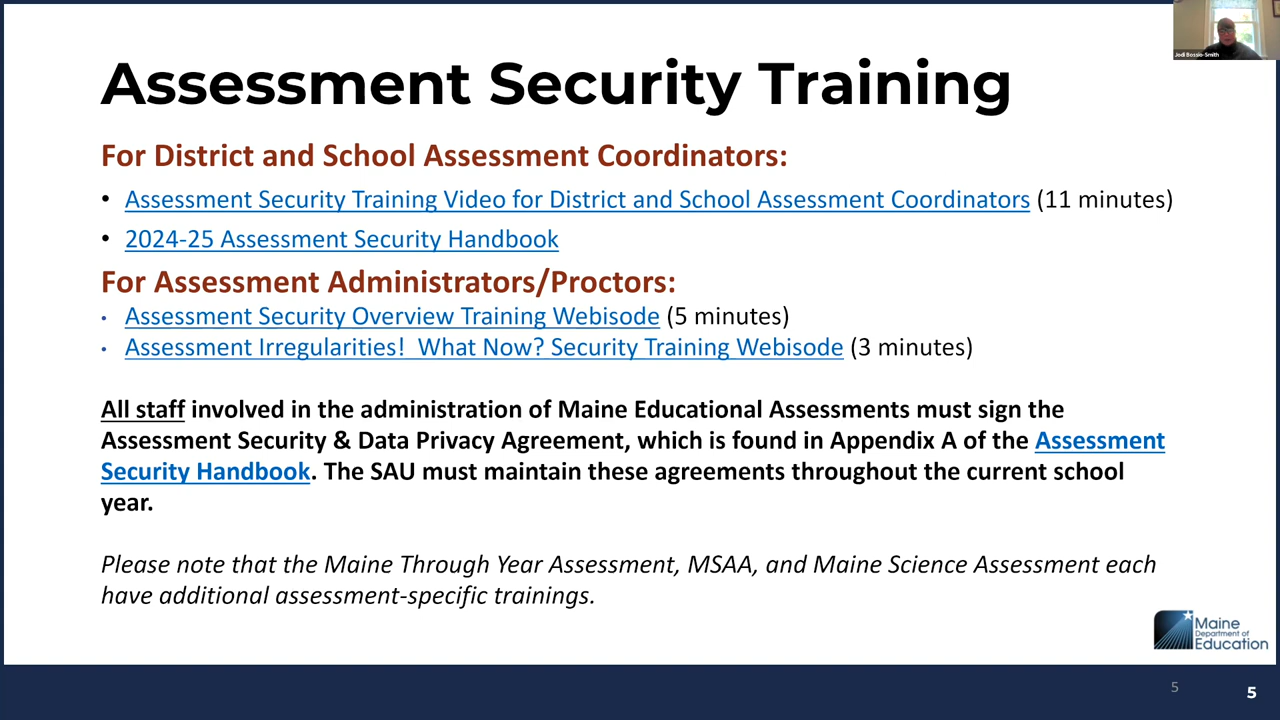 Jodi Bossio-Smith
Assessment Security Training
For District and School Assessment Coordinators:
• Assessment Security Training Video for District and School Assessment Coordinators (11 minutes)
• 2024-25 Assessment Security Handbook
For Assessment Administrators/Proctors:
• Assessment Security Overview Training Webisode (5 minutes)
• Assessment Irregularities!  What Now? Security Training Webisode (3 minutes)
All staff involved in the administration of Maine Educational Assessments must sign the
Assessment Security & Data Privacy Agreement, which is found in Appendix A of the Assessment
Security Handbook. The SAU must maintain these agreements throughout the current school
year.
Please note that the Maine Through Year Assessment, MSAA, and Maine Science Assessment each
have additional assessment-specific trainings.
Maine
Department of
Education
5
5